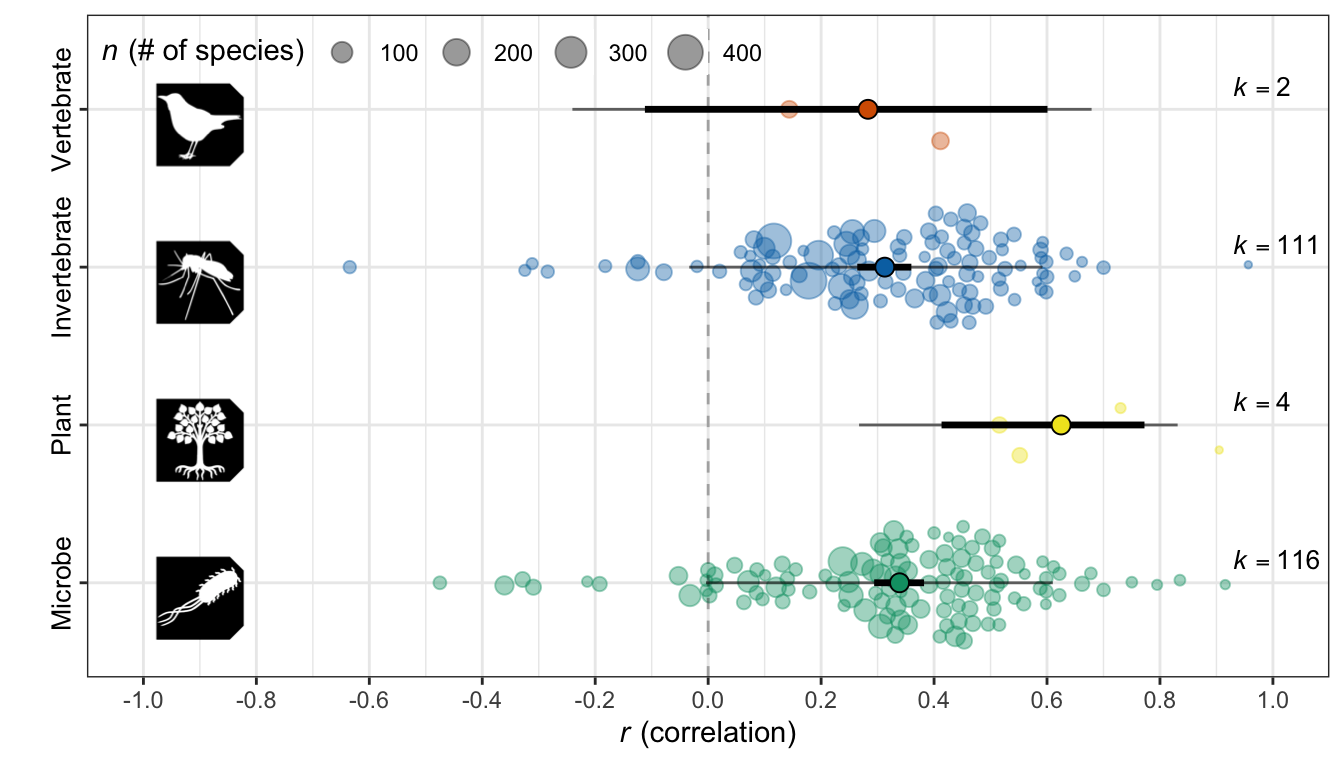 n (# of species) 100 200 300 400
Vertebrate
k = 2
Invertebrate
k = 111
Plant
k = 4
Microbe
k = 116
-1.0 -0.8 -0.6 -0.4 -0.2 0.0 0.2 0.4 0.6 0.8 1.0
r (correlation)